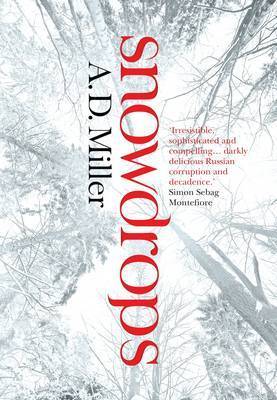 snowdrops
A. D. Miller
‘Irresistible,
sophisticated and
compelling... darkly
delicious Russian
corruption and
decadence.’
Simon Sebag
Montefiore